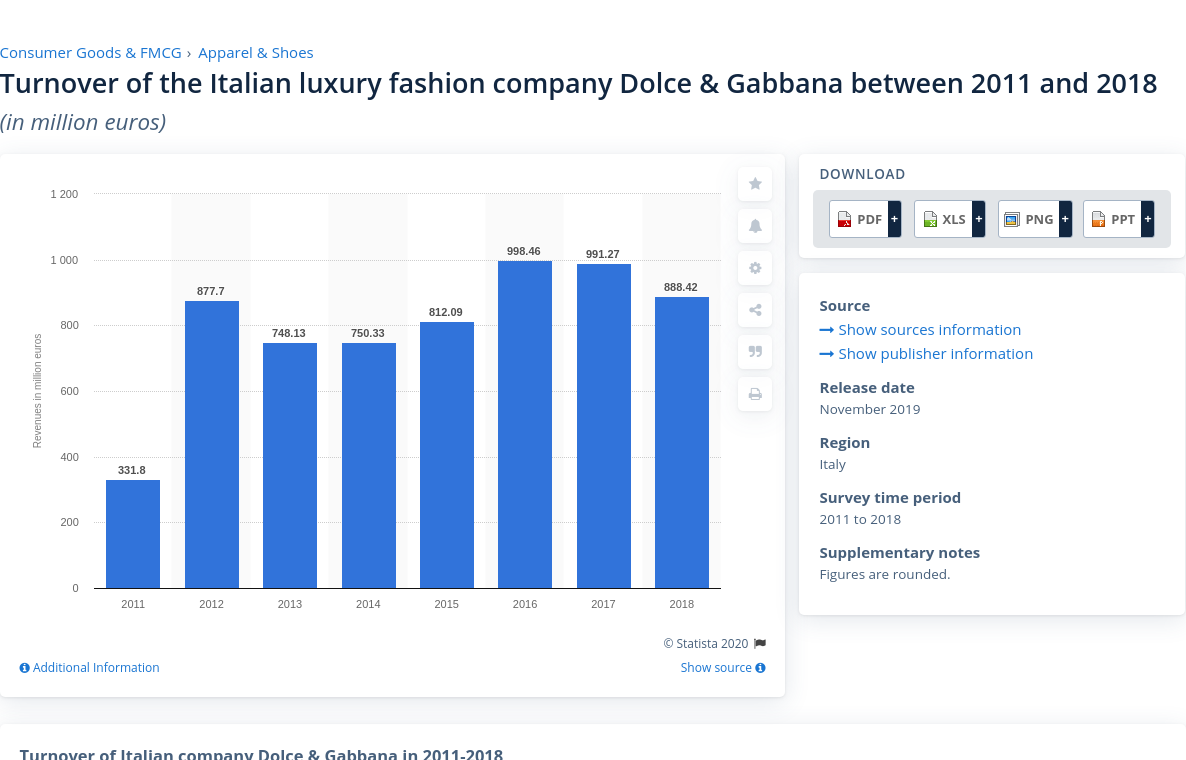 Consumer Goods & FMCG › Apparel & Shoes
Turnover of the Italian luxury fashion company Dolce & Gabbana between 2011 and 2018
(in million euros)
Revenues in million euros
1 200
1 000
800
600
400
200
0
331.8
877.7
748.13
750.33
812.09
998.46
991.27
888.42
2011 2012 2013 2014 2015 2016 2017 2018
© Statista 2020
Additional Information Show source
DOWNLOAD
PDF + XLS + PNG + PPT +
Source
Show sources information
Show publisher information
Release date
November 2019
Region
Italy
Survey time period
2011 to 2018
Supplementary notes
Figures are rounded.
Turnover of Italian company Dolce & Gabbana in 2011-2018